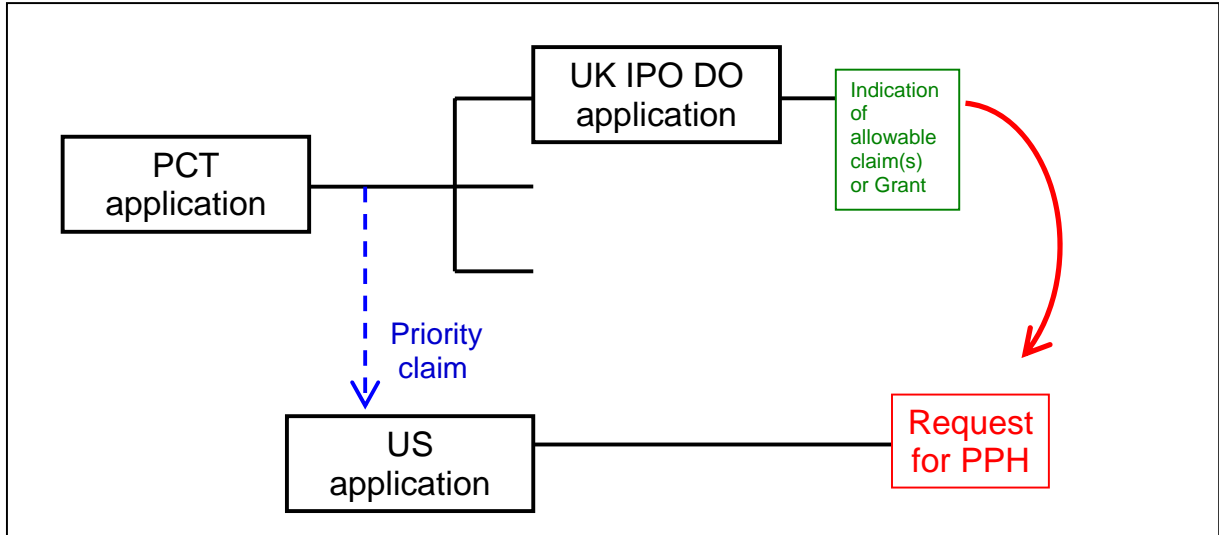 PCT
application
UK IPO DO
application
Indication
of
allowable
claim(s)
or Grant
Priority
claim
US
application
Request
for PPH